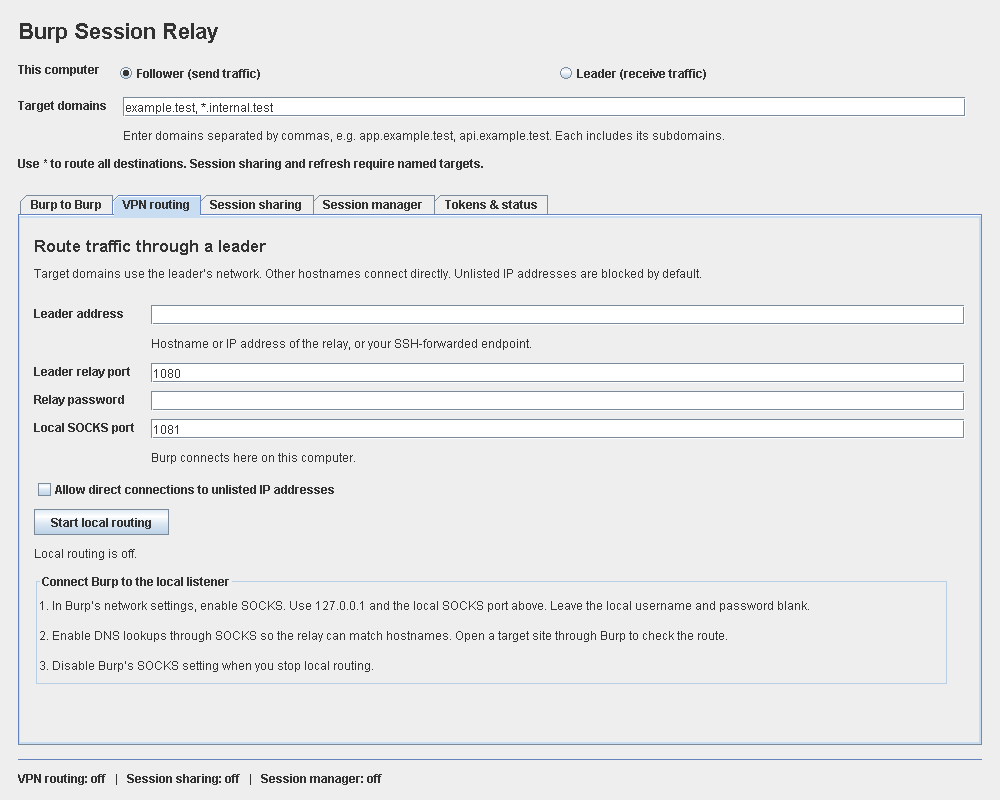 Burp Session Relay
This computer Follower (send traffic) Leader (receive traffic)
Target domains example.test, *.internal.test
Enter domains separated by commas, e.g. app.example.test, api.example.test. Each includes its subdomains.
Use * to route all destinations. Session sharing and refresh require named targets.
Burp to Burp VPN routing Session sharing Session manager Tokens & status
Route traffic through a leader
Target domains use the leader's network. Other hostnames connect directly. Unlisted IP addresses are blocked by default.
Leader address
Hostname or IP address of the relay, or your SSH-forwarded endpoint.
Leader relay port 1080
Relay password
Local SOCKS port 1081
Burp connects here on this computer.
Allow direct connections to unlisted IP addresses
Start local routing
Local routing is off.
Connect Burp to the local listener
1. In Burp's network settings, enable SOCKS. Use 127.0.0.1 and the local SOCKS port above. Leave the local username and password blank.
2. Enable DNS lookups through SOCKS so the relay can match hostnames. Open a target site through Burp to check the route.
3. Disable Burp's SOCKS setting when you stop local routing.
VPN routing: off | Session sharing: off | Session manager: off